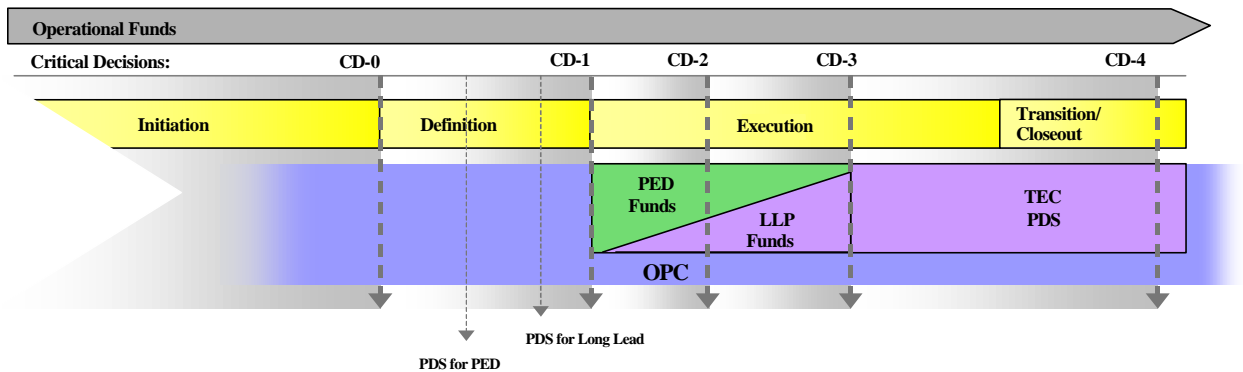 Operational Funds
Critical Decisions: CD-0 CD-1 CD-2 CD-3 CD-4
Initiation Definition Execution Transition/
Closeout
PED
Funds
LLP
Funds
TEC
PDS
OPC
PDS for Long Lead
PDS for PED